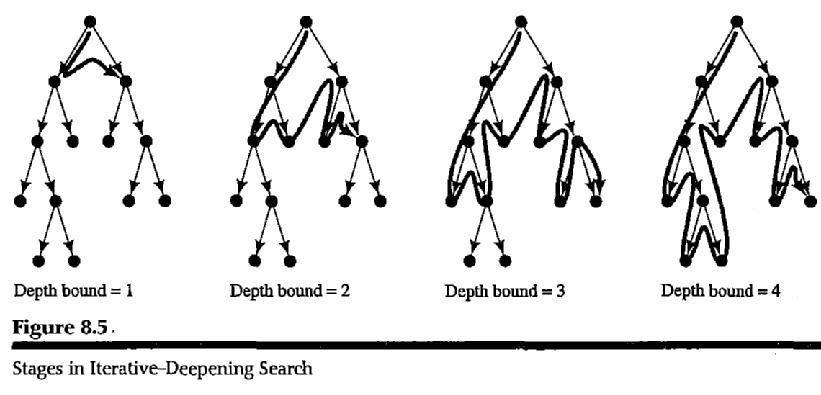 Depth bound = 1
Depth bound = 2
Depth bound = 3
Depth bound = 4
Figure 8.5.
Stages in Iterative-Deepening Search